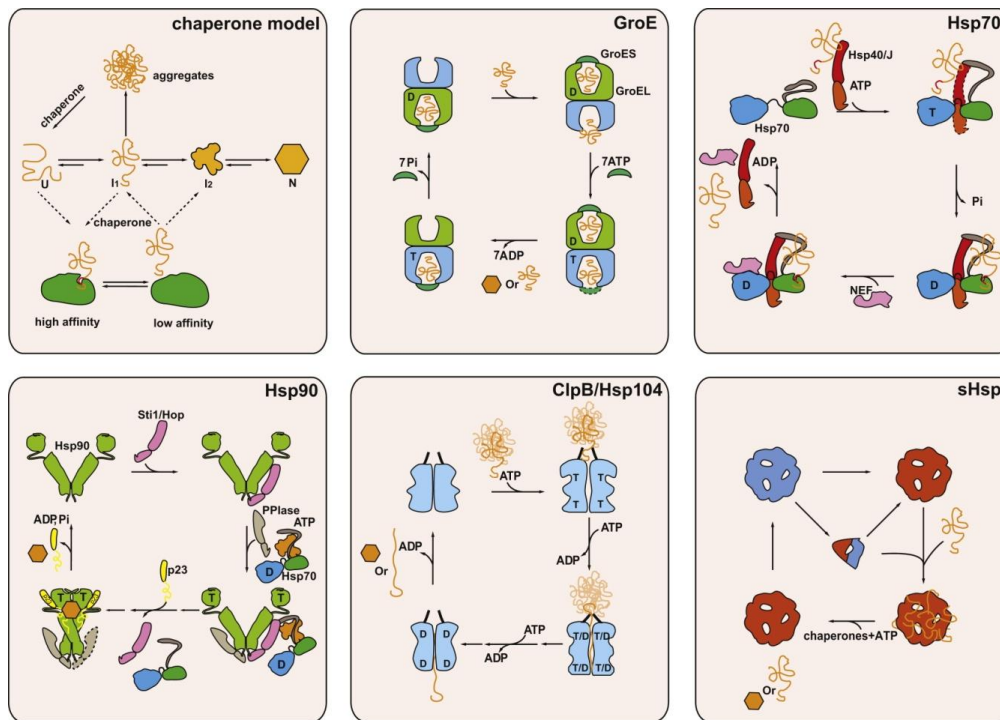 chaperone model
aggregates
chaperone
U
I1
I2
N
chaperone
high affinity
low affinity
GroE
GroES
GroEL
D
D
7Pi
7ATP
T
D
T
7ADP
Or
Hsp70
Hsp40/J
ATP
Hsp70
T
ADP
Pi
D
NEF
D
Hsp90
Sti1/Hop
Hsp90
PPIase
ATP
ADP,Pi
D
Hsp70
p23
T T
T
D
ClpB/Hsp104
ATP
T T
T T
ADP
Or
ATP
ADP
D D
D D
ATP
ADP
T/D T/D
T/D T/D
sHsp
chaperones+ATP
Or